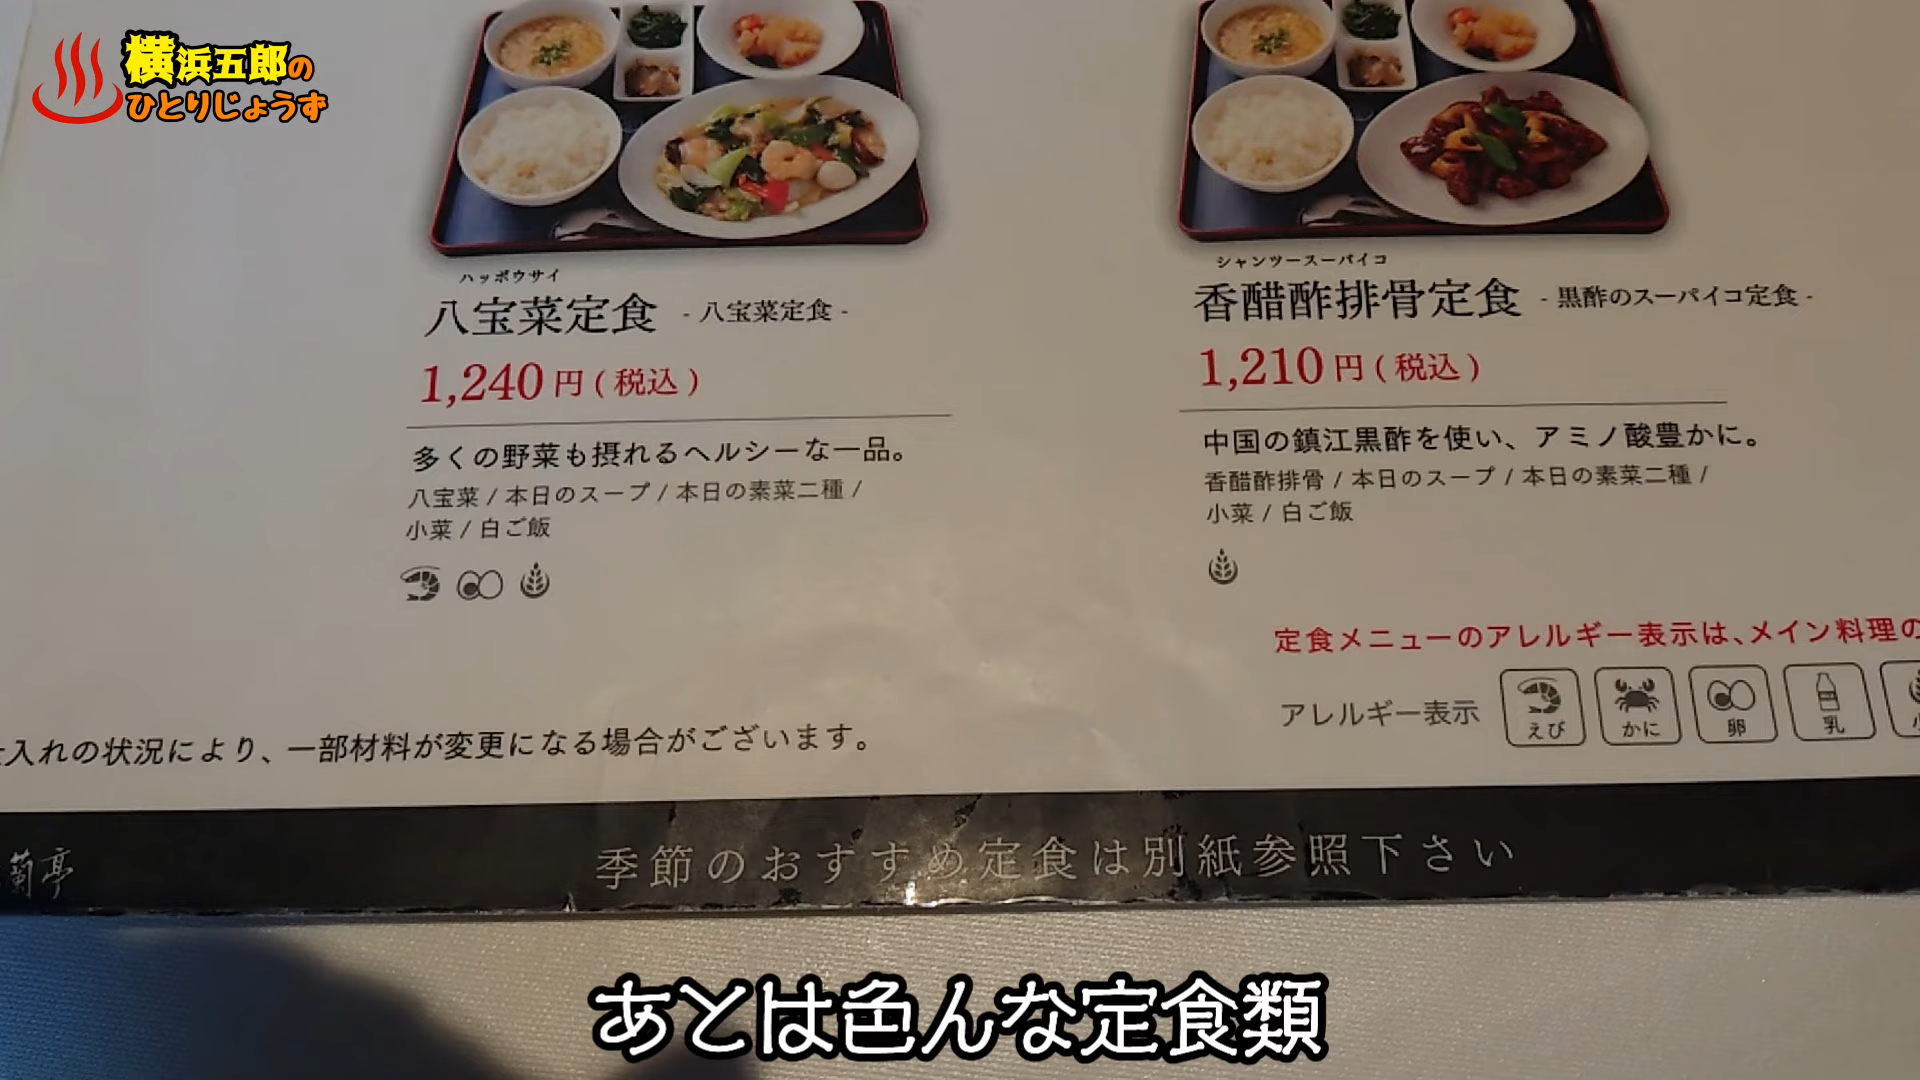 横浜五郎の
ひとりじょうず
ハッポウサイ
八宝菜定食 - 八宝菜定食 -
1,240円(税込)
多くの野菜も摂れるヘルシーな一品。
八宝菜 / 本日のスープ / 本日の素菜二種 /
小菜 / 白ご飯
シャンツースーパイコ
香醋酢排骨定食 - 黒酢のスーパイコ定食 -
1,210円(税込)
中国の鎮江黒酢を使い、アミノ酸豊かに。
香醋酢排骨 / 本日のスープ / 本日の素菜二種 /
小菜 / 白ご飯
定食メニューのアレルギー表示は、メイン料理の
アレルギー表示 えび かに 卵 乳 小
入れの状況により、一部材料が変更になる場合がございます。
蘭亭
季節のおすすめ定食は別紙参照下さい
あとは色んな定食類